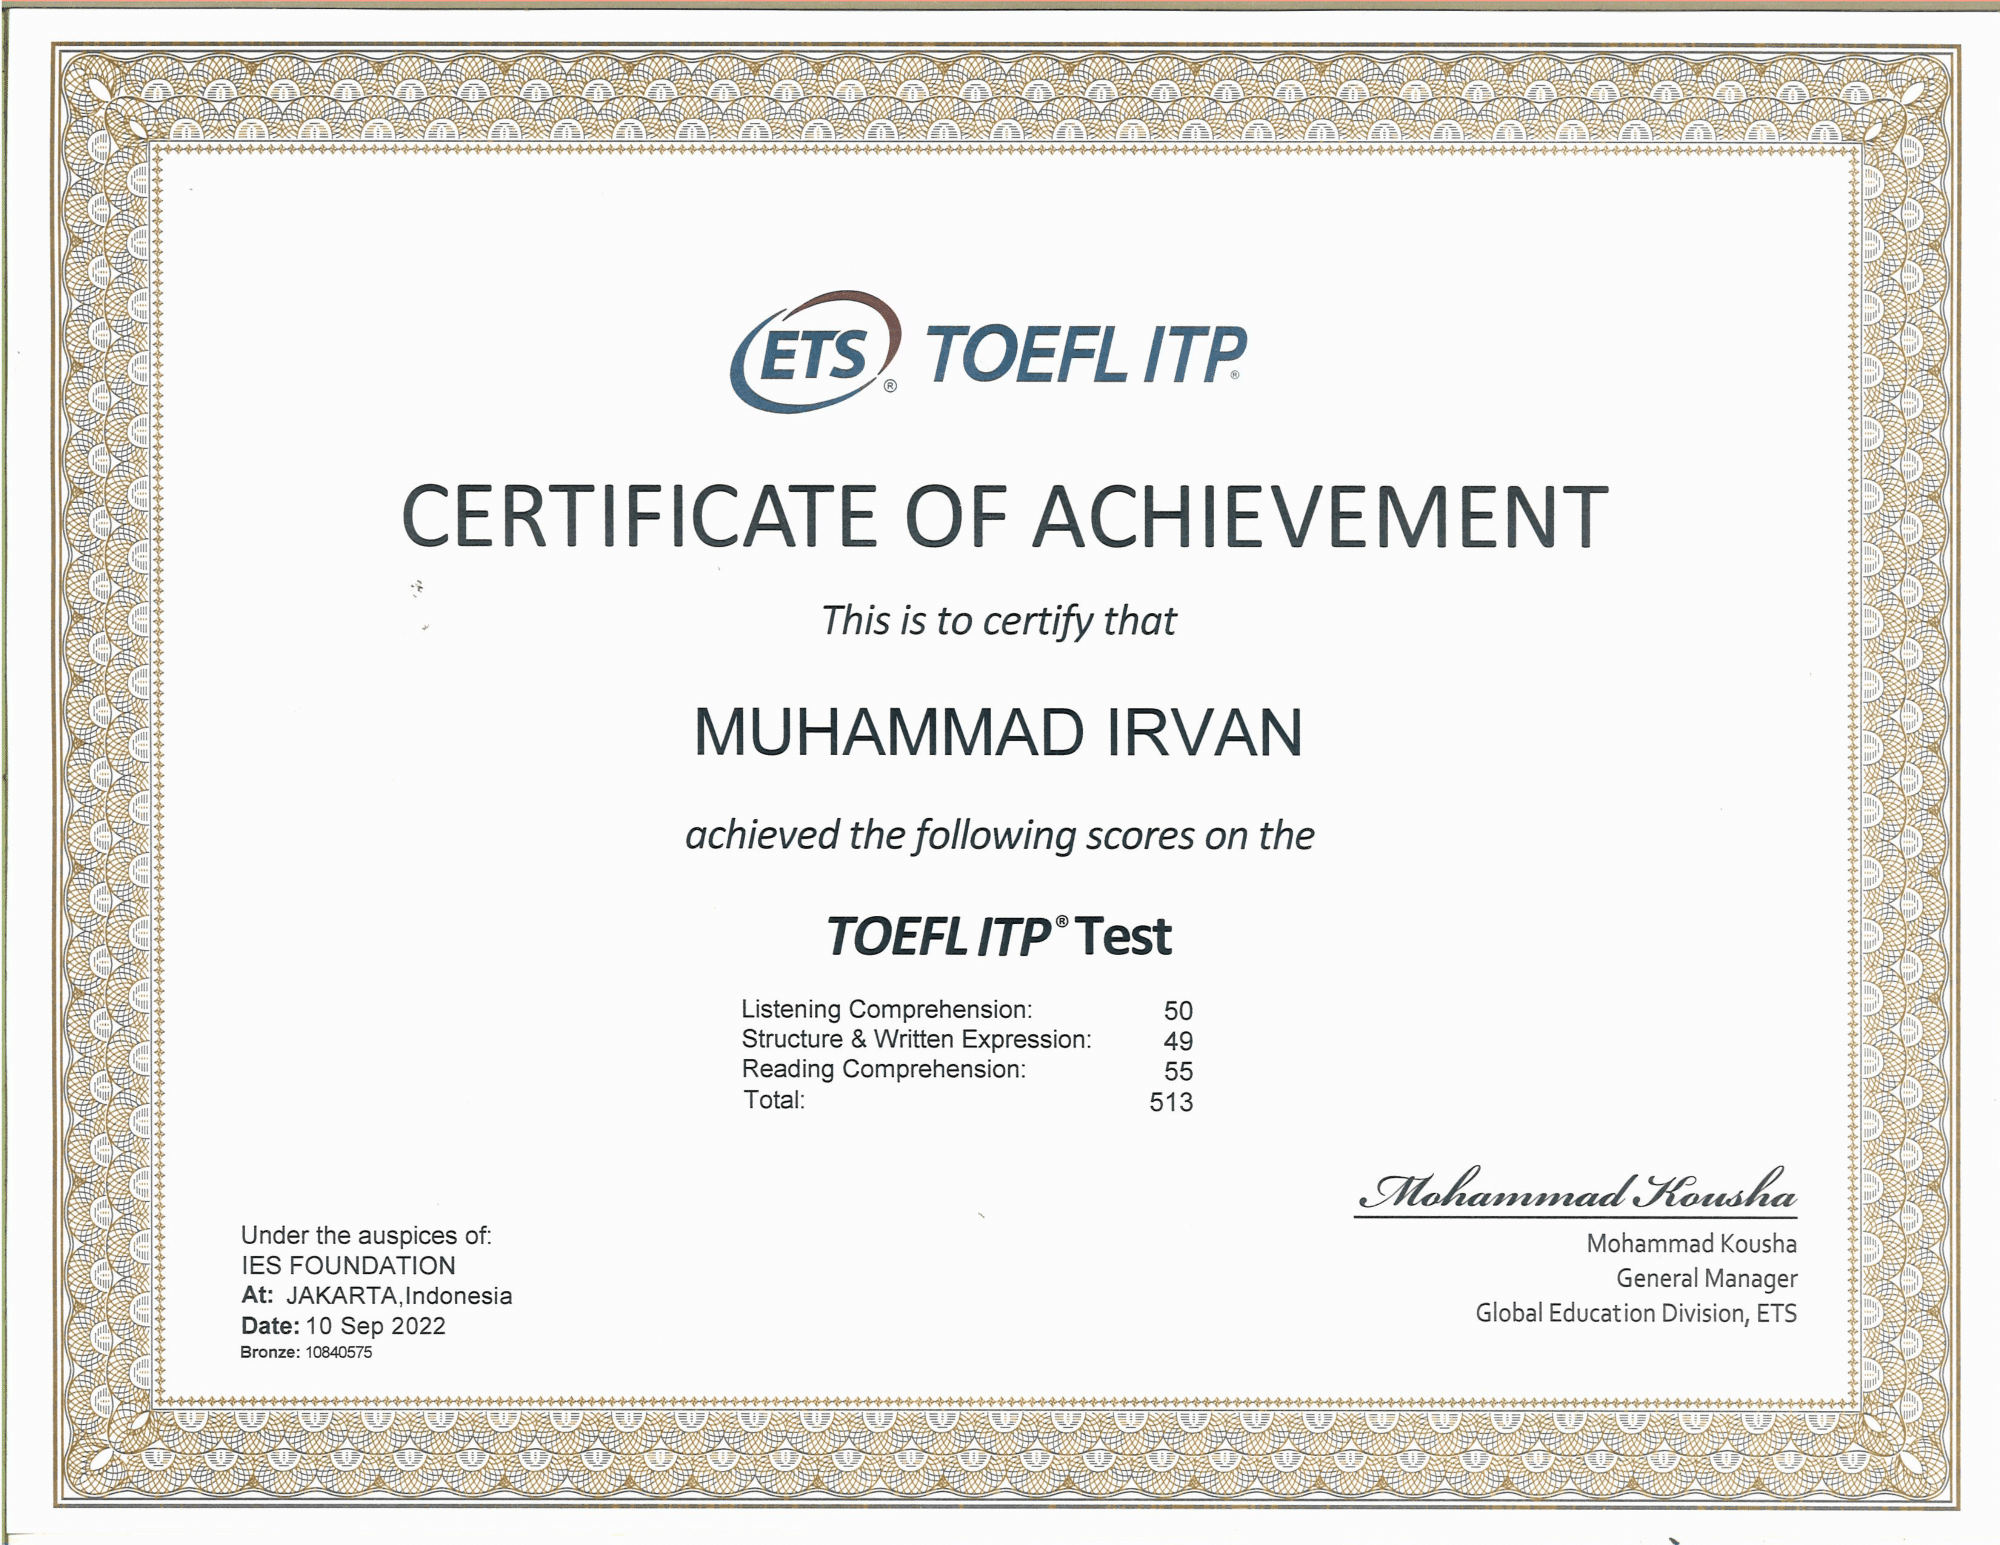 ETS® TOEFL ITP®
CERTIFICATE OF ACHIEVEMENT
This is to certify that
MUHAMMAD IRVAN
achieved the following scores on the
TOEFL ITP® Test
Listening Comprehension: 50
Structure & Written Expression: 49
Reading Comprehension: 55
Total: 513
Mohammad Kousha
Mohammad Kousha
General Manager
Global Education Division, ETS
Under the auspices of:
IES FOUNDATION
At: JAKARTA,Indonesia
Date: 10 Sep 2022
Bronze: 10840575